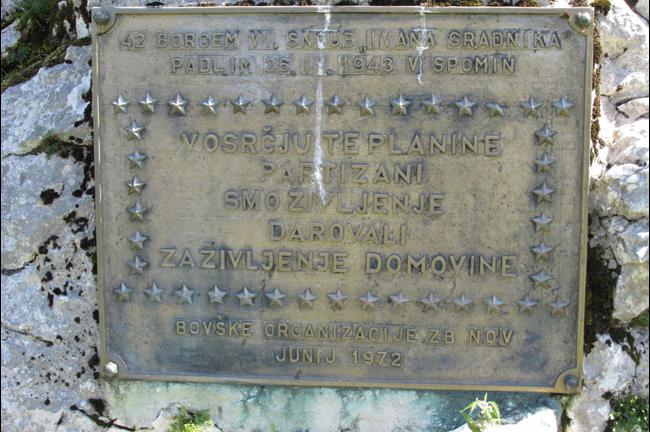 42 BORCEM VI. SNOUB „IVANA GRADNIKA”
PADLIM 25. IV. 1943 V SPOMIN
V OSRČJU TE PLANINE
PARTIZANI
SMO ŽIVLJENJE
DAROVALI
ZA ŽIVLJENJE DOMOVINE
BOVŠKE ORGANIZACIJE ZB NOV
JUNIJ 1972